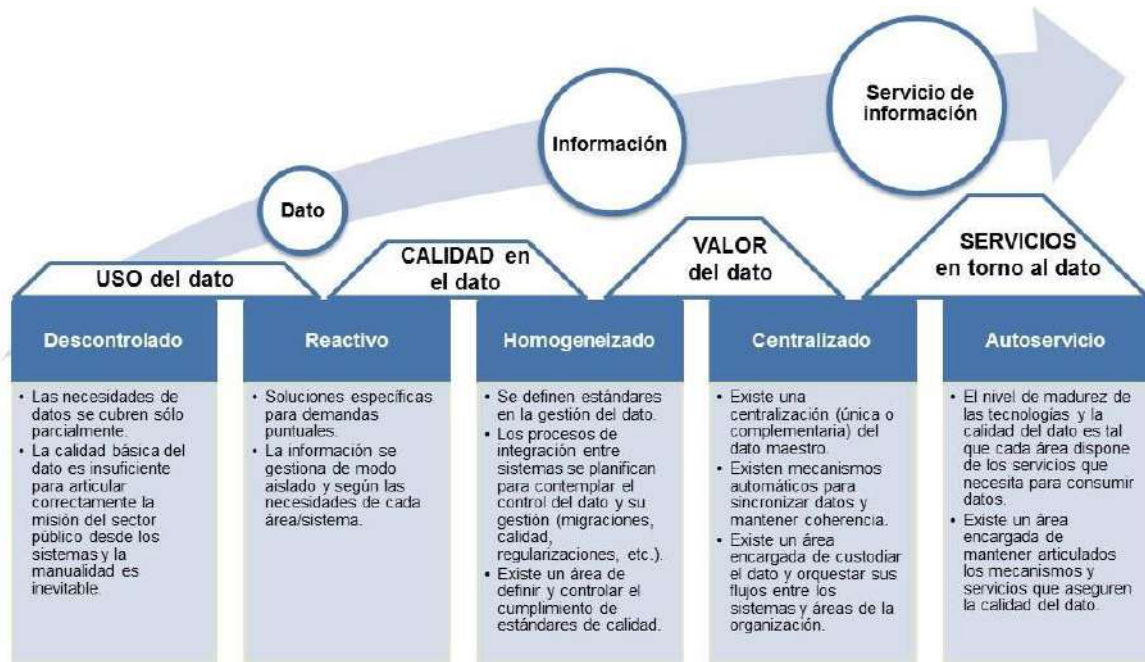 Servicio de
información
Información
Dato
USO del dato
CALIDAD en
el dato
VALOR
del dato
SERVICIOS
en torno al dato
Descontrolado
• Las necesidades de
datos se cubren sólo
parcialmente.
• La calidad básica del
dato es insuficiente
para articular
correctamente la
misión del sector
público desde los
sistemas y la
manualidad es
inevitable.
Reactivo
• Soluciones específicas
para demandas
puntuales.
• La información se
gestiona de modo
aislado y según las
necesidades de cada
área/sistema.
Homogeneizado
• Se definen estándares
en la gestión del dato.
• Los procesos de
integración entre
sistemas se planifican
para contemplar el
control del dato y su
gestión (migraciones,
calidad,
regularizaciones, etc.).
• Existe un área de
definir y controlar el
cumplimiento de
estándares de calidad.
Centralizado
• Existe una
centralización (única o
complementaria) del
dato maestro.
• Existen mecanismos
automáticos para
sincronizar datos y
mantener coherencia.
• Existe un área
encargada de custodiar
el dato y orquestar sus
flujos entre los
sistemas y áreas de la
organización.
Autoservicio
• El nivel de madurez de
las tecnologías y la
calidad del dato es tal
que cada área dispone
de los servicios que
necesita para consumir
datos.
• Existe un área
encargada de
mantener articulados
los mecanismos y
servicios que aseguren
la calidad del dato.